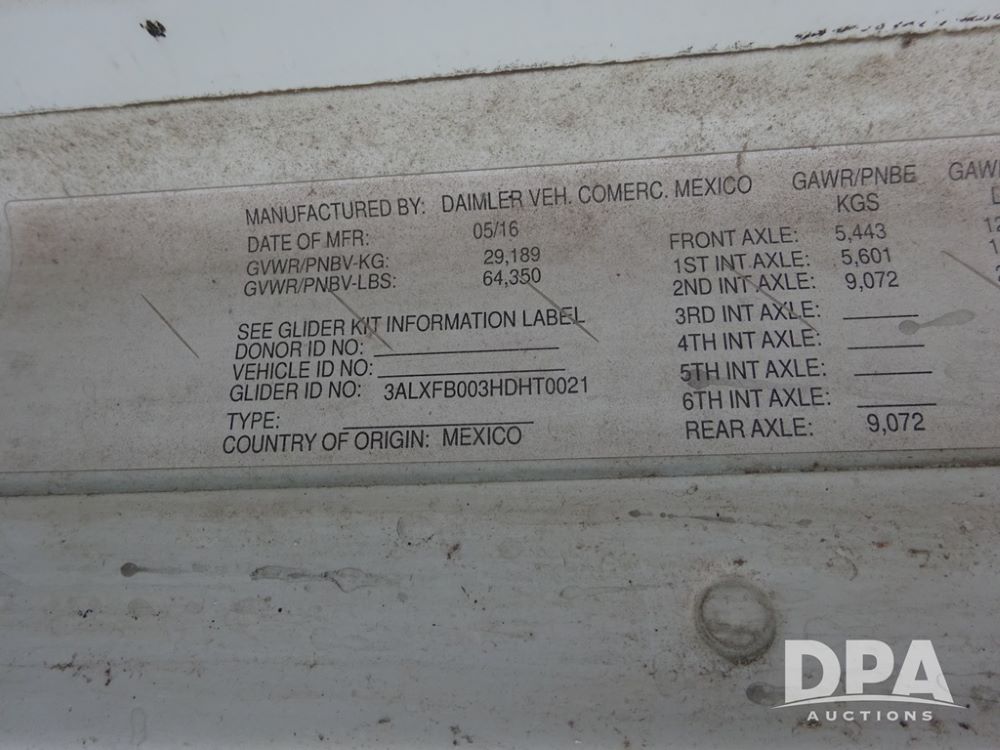 MANUFACTURED BY: DAIMLER VEH. COMERC. MEXICO
DATE OF MFR: 05/16
GVWR/PNBV-KG: 29,189
GVWR/PNBV-LBS: 64,350
SEE GLIDER KIT INFORMATION LABEL
DONOR ID NO:
VEHICLE ID NO:
GLIDER ID NO: 3ALXFB003HDHT0021
TYPE:
COUNTRY OF ORIGIN: MEXICO
GAWR/PNBE
KGS
FRONT AXLE: 5,443
1ST INT AXLE: 5,601
2ND INT AXLE: 9,072
3RD INT AXLE:
4TH INT AXLE:
5TH INT AXLE:
6TH INT AXLE:
REAR AXLE: 9,072
DPA
AUCTIONS